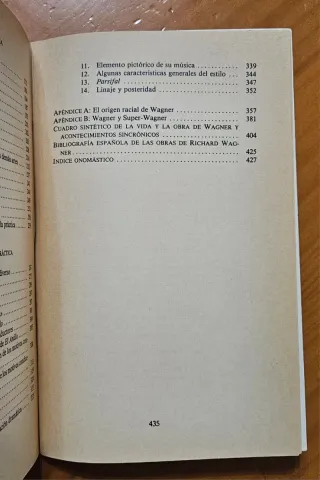 11. Elemento pictórico de su música ............ 339
12. Algunas características generales del estilo .. 344
13. Parsifal ................................. 347
14. Linaje y posteridad ....................... 352
APÉNDICE A: El origen racial de Wagner ............ 357
APÉNDICE B: Wagner y Super-Wagner ............ 381
CUADRO SINTÉTICO DE LA VIDA Y LA OBRA DE WAGNER Y
ACONTECIMIENTOS SINCRÓNICOS .................. 404
BIBLIOGRAFÍA ESPAÑOLA DE LAS OBRAS DE RICHARD WAG-
NER ........................................ 425
INDICE ONOMÁSTICO ............................ 427
435